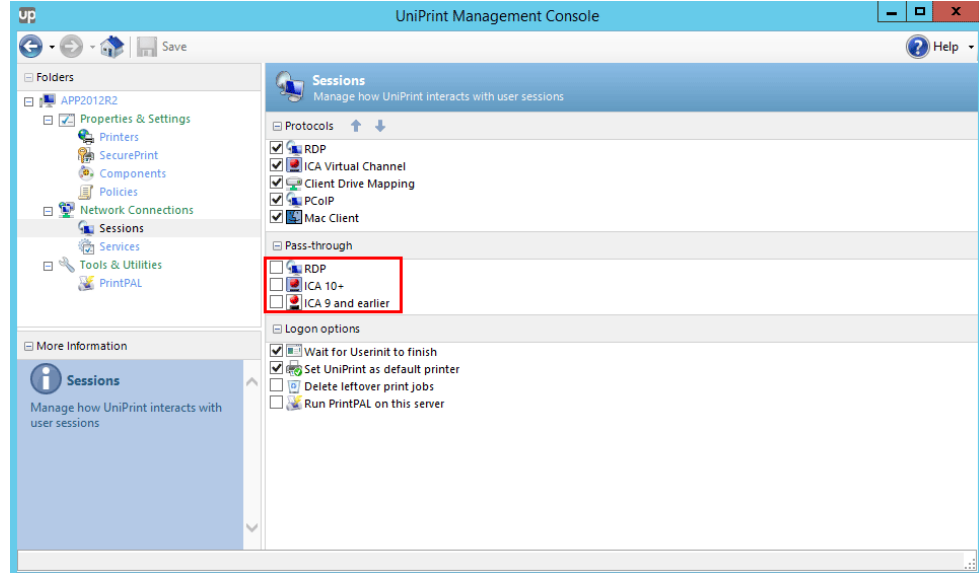 up
UniPrint Management Console
Save
Help
Folders
APP2012R2
Properties & Settings
Printers
SecurePrint
Components
Policies
Network Connections
Sessions
Services
Tools & Utilities
PrintPAL
More Information
Sessions
Manage how UniPrint interacts with
user sessions
Sessions
Manage how UniPrint interacts with user sessions
Protocols
RDP
ICA Virtual Channel
Client Drive Mapping
PCoIP
Mac Client
Pass-through
RDP
ICA 10+
ICA 9 and earlier
Logon options
Wait for Userinit to finish
Set UniPrint as default printer
Delete leftover print jobs
Run PrintPAL on this server